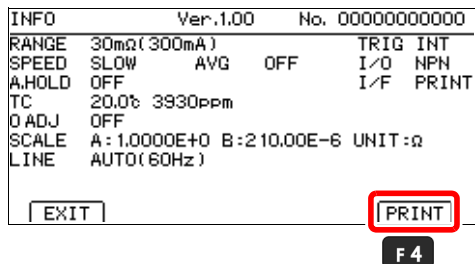 INFO Ver.1.00 No. 00000000000
RANGE 30mΩ(300mA) TRIG INT
SPEED SLOW AVG OFF I/O NPN
A.HOLD OFF I/F PRINT
TC 20.0℃ 3930ppm
0 ADJ OFF
SCALE A:1.0000E+0 B:210.00E-6 UNIT:Ω
LINE AUTO(60Hz)
EXIT PRINT
F4